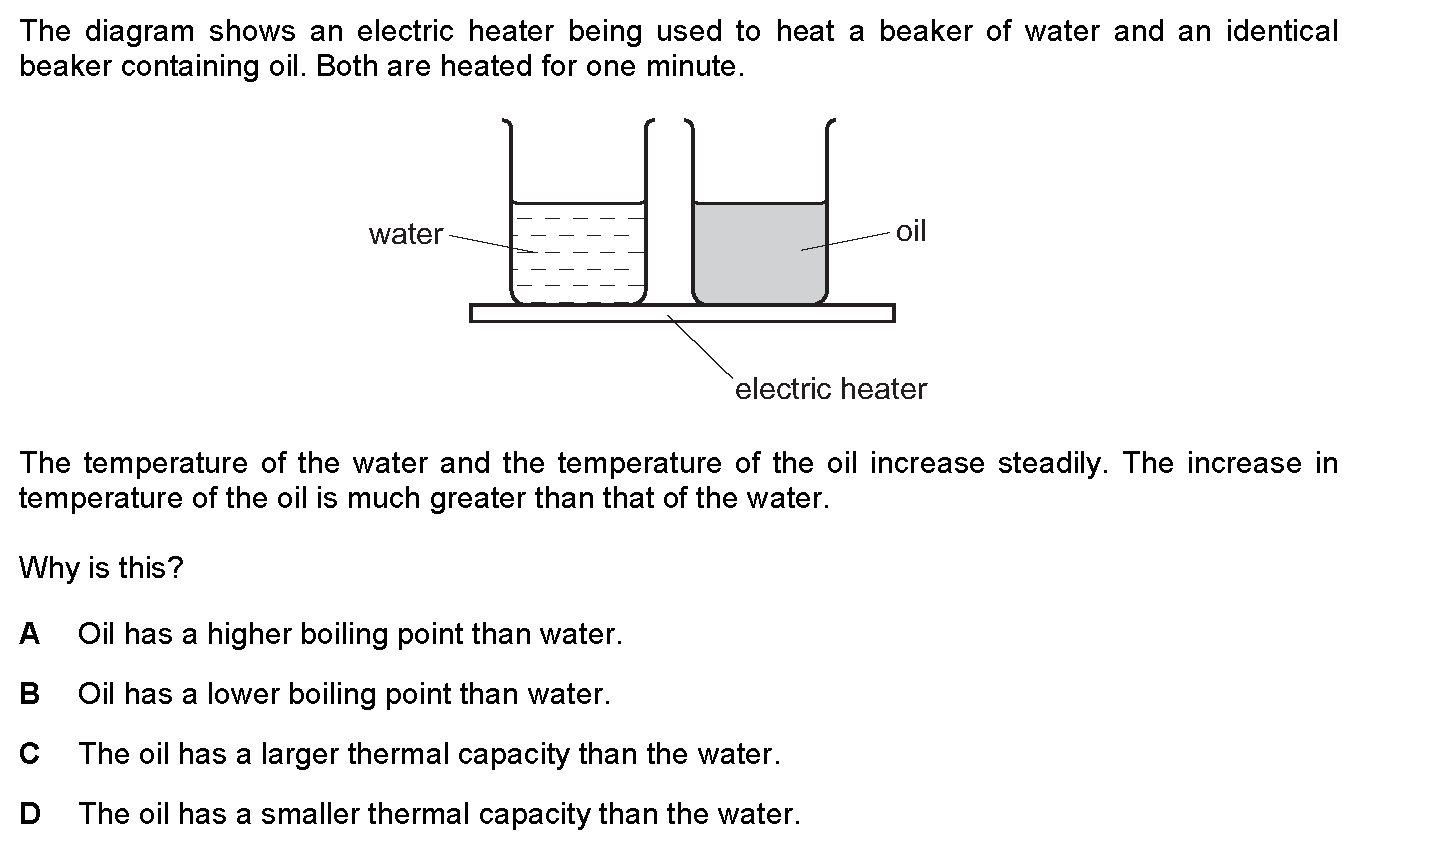 The diagram shows an electric heater being used to heat a beaker of water and an identical
beaker containing oil. Both are heated for one minute.
water
oil
electric heater
The temperature of the water and the temperature of the oil increase steadily. The increase in
temperature of the oil is much greater than that of the water.
Why is this?
A Oil has a higher boiling point than water.
B Oil has a lower boiling point than water.
C The oil has a larger thermal capacity than the water.
D The oil has a smaller thermal capacity than the water.